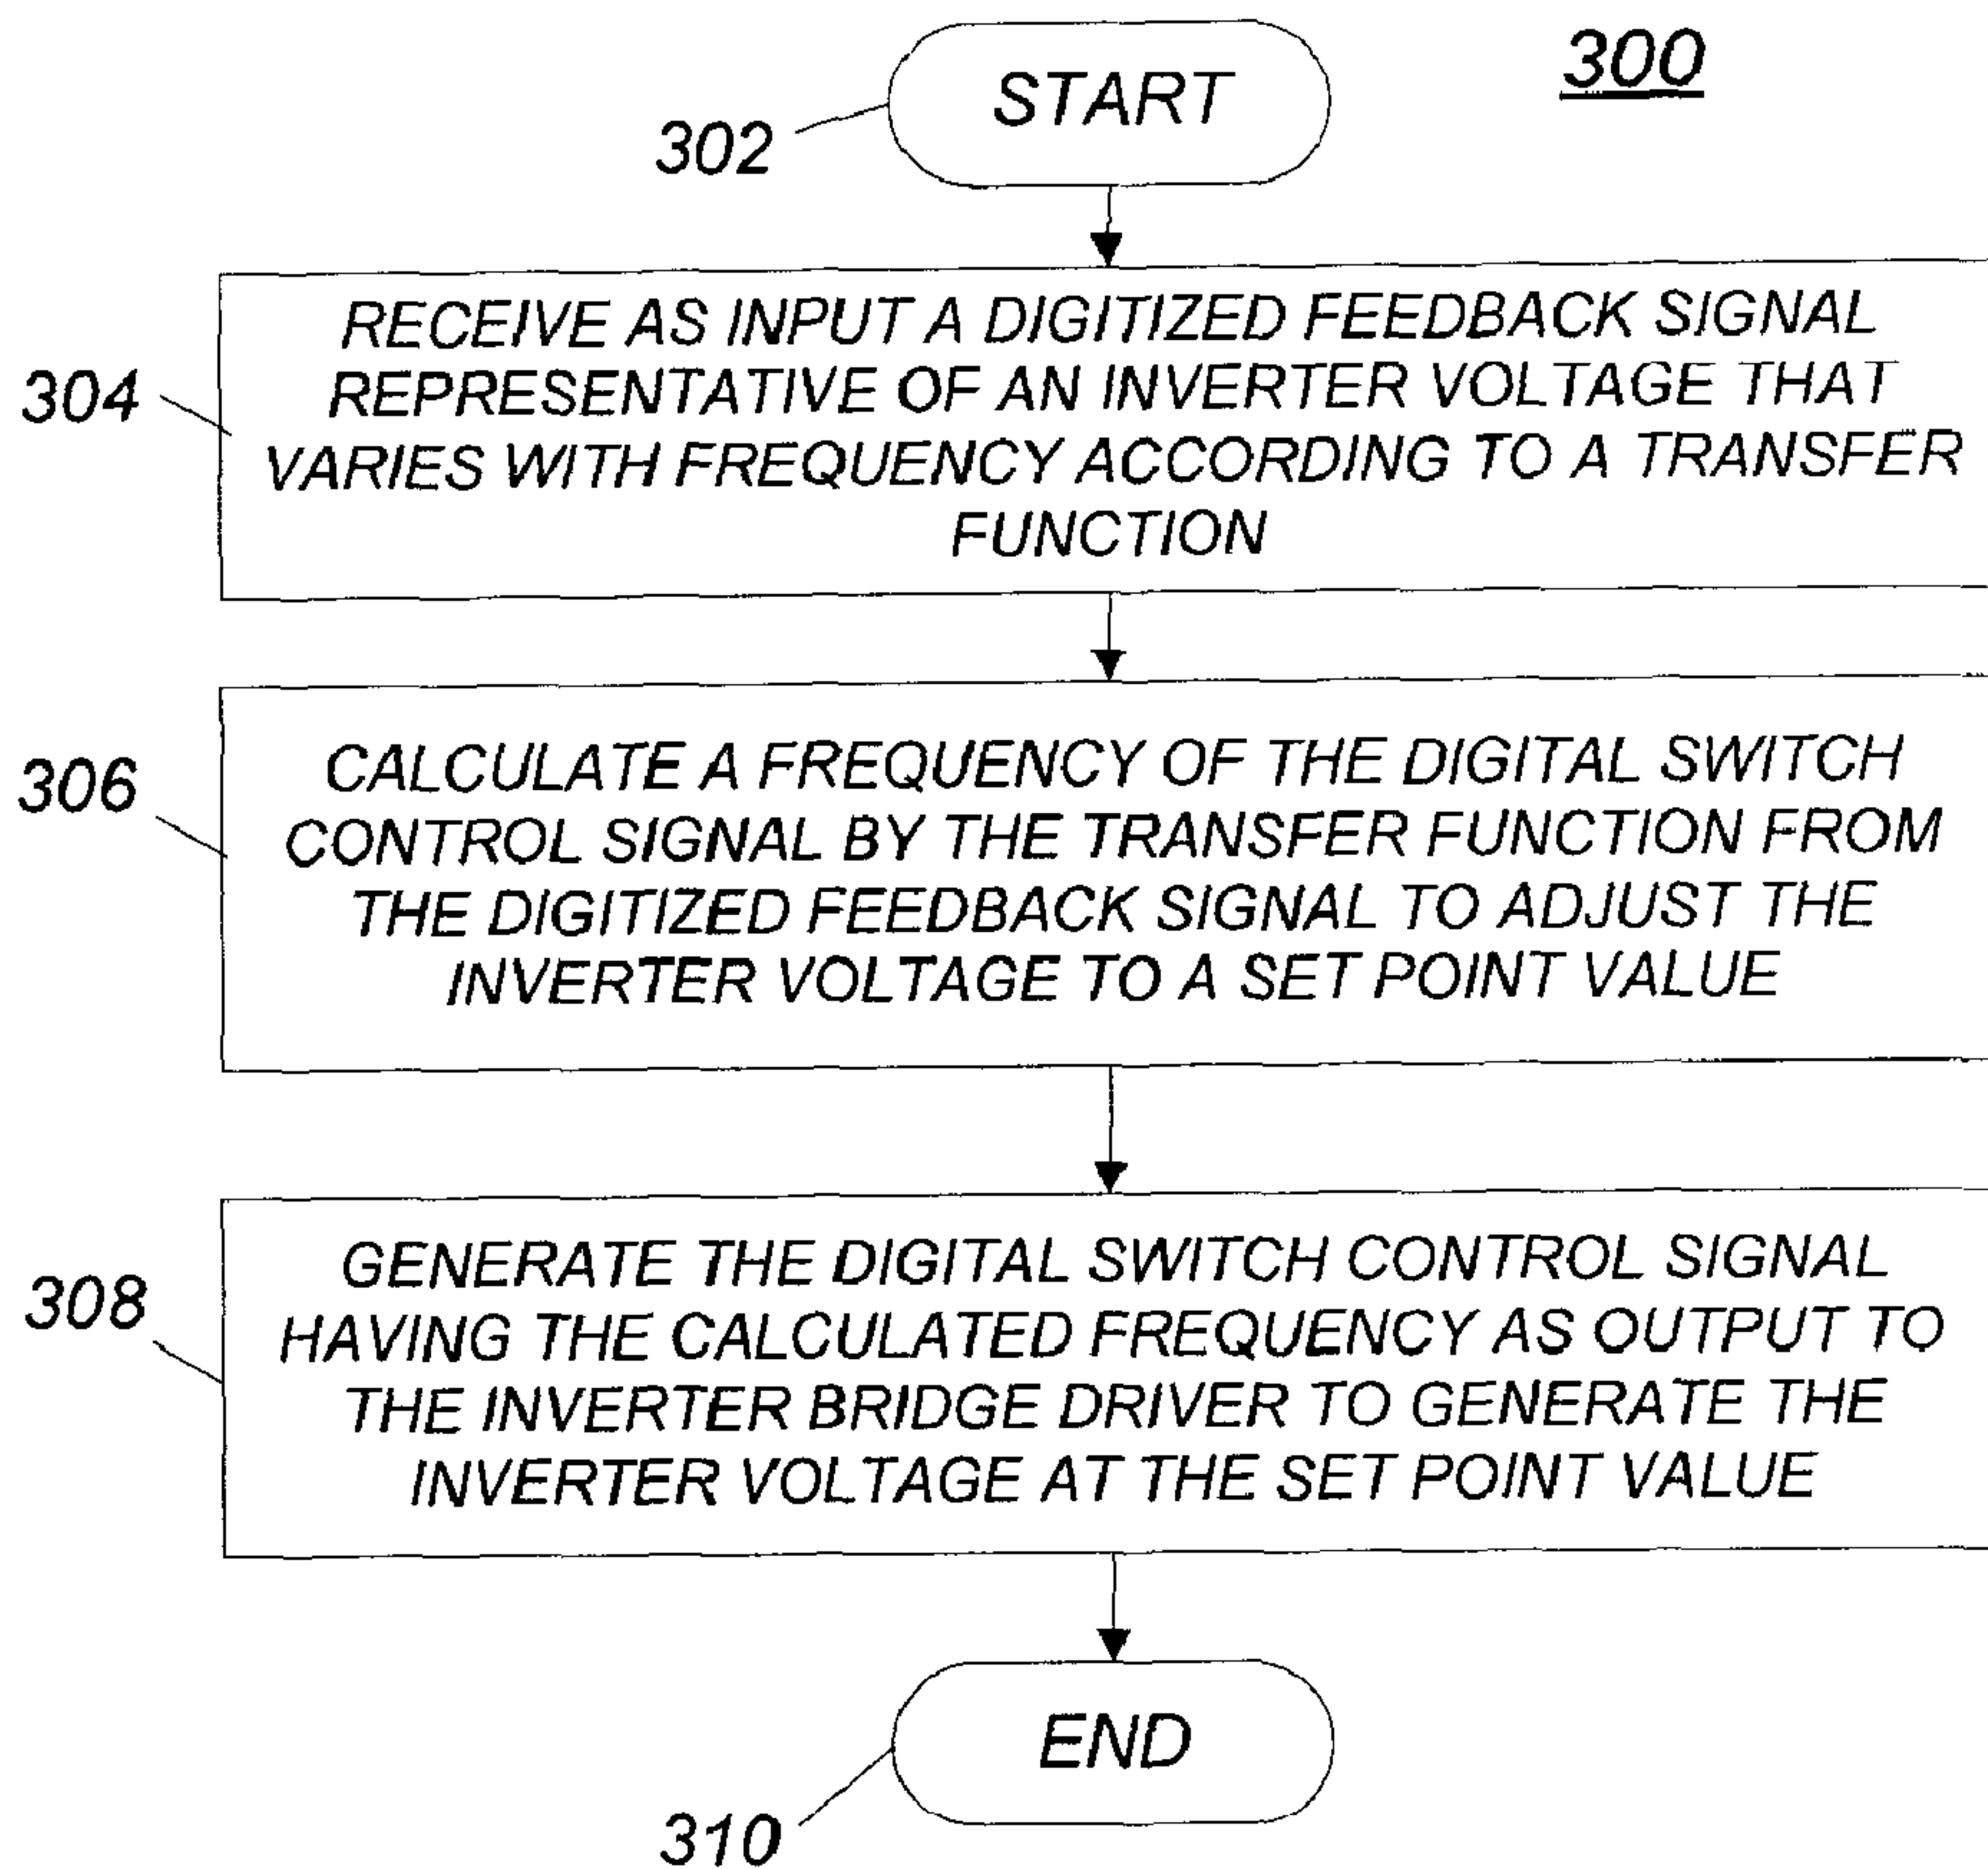 300
START
302
RECEIVE AS INPUT A DIGITIZED FEEDBACK SIGNAL
REPRESENTATIVE OF AN INVERTER VOLTAGE THAT
VARIES WITH FREQUENCY ACCORDING TO A TRANSFER
FUNCTION
304
CALCULATE A FREQUENCY OF THE DIGITAL SWITCH
CONTROL SIGNAL BY THE TRANSFER FUNCTION FROM
THE DIGITIZED FEEDBACK SIGNAL TO ADJUST THE
INVERTER VOLTAGE TO A SET POINT VALUE
306
GENERATE THE DIGITAL SWITCH CONTROL SIGNAL
HAVING THE CALCULATED FREQUENCY AS OUTPUT TO
THE INVERTER BRIDGE DRIVER TO GENERATE THE
INVERTER VOLTAGE AT THE SET POINT VALUE
308
END
310